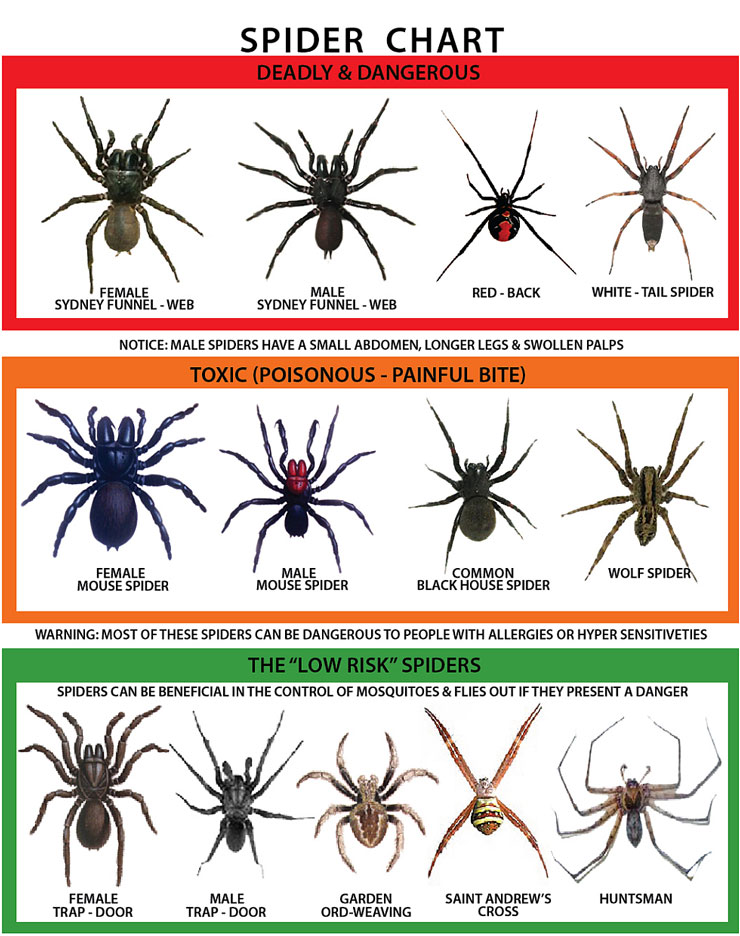 SPIDER CHART
DEADLY & DANGEROUS
FEMALE
SYDNEY FUNNEL - WEB
MALE
SYDNEY FUNNEL - WEB
RED - BACK
WHITE - TAIL SPIDER
NOTICE: MALE SPIDERS HAVE A SMALL ABDOMEN, LONGER LEGS & SWOLLEN PALPS
TOXIC (POISONOUS - PAINFUL BITE)
FEMALE
MOUSE SPIDER
MALE
MOUSE SPIDER
COMMON
BLACK HOUSE SPIDER
WOLF SPIDER
WARNING: MOST OF THESE SPIDERS CAN BE DANGEROUS TO PEOPLE WITH ALLERGIES OR HYPER SENSITIVETIES
THE “LOW RISK” SPIDERS
SPIDERS CAN BE BENEFICIAL IN THE CONTROL OF MOSQUITOES & FLIES OUT IF THEY PRESENT A DANGER
FEMALE
TRAP - DOOR
MALE
TRAP - DOOR
GARDEN
ORD-WEAVING
SAINT ANDREW’S
CROSS
HUNTSMAN